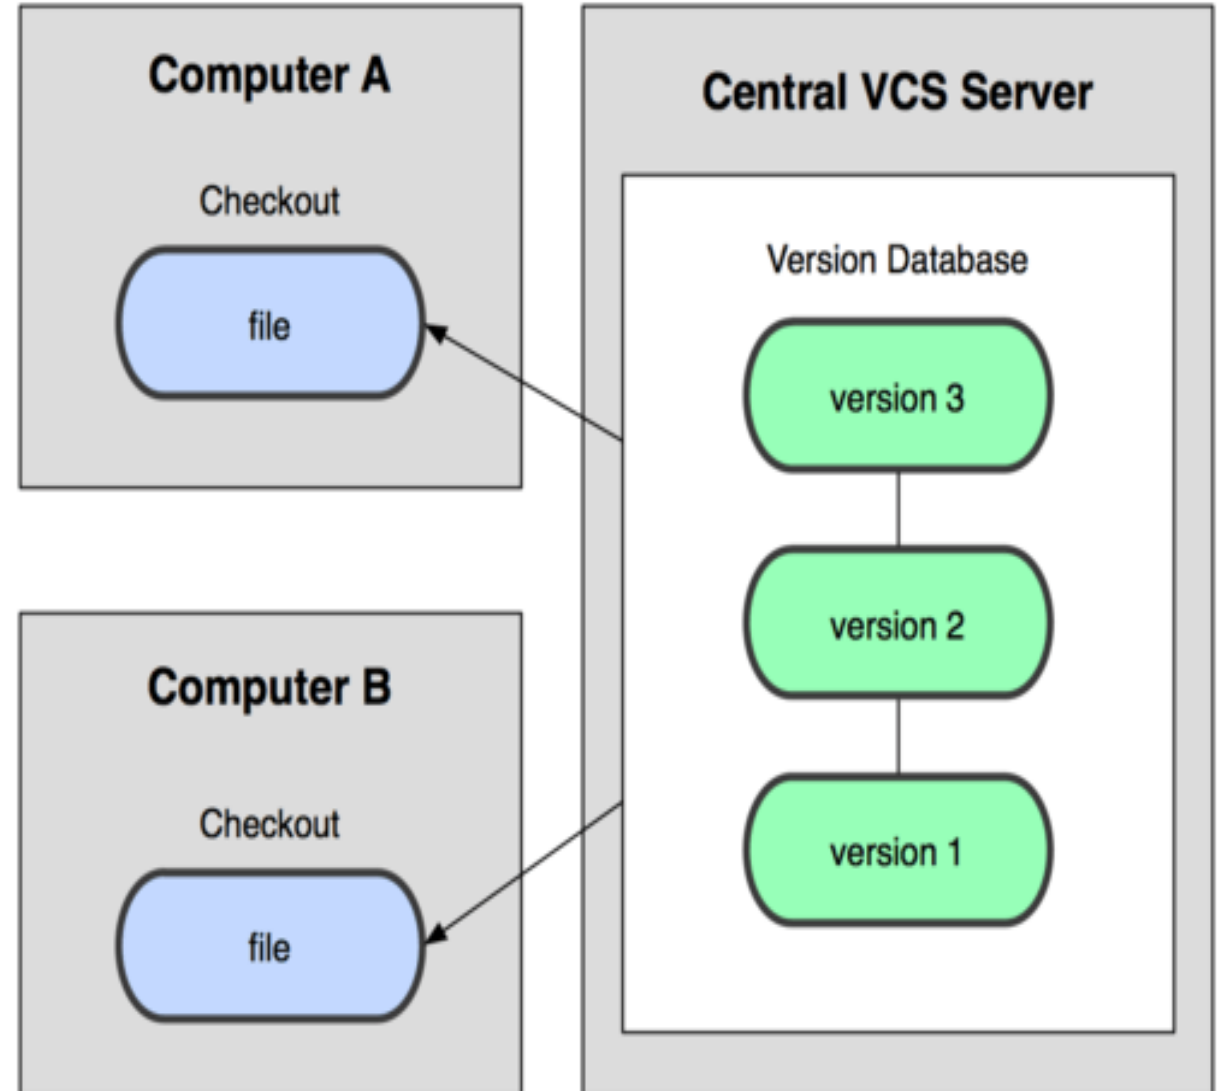 Computer A
Checkout
file
Computer B
Checkout
file
Central VCS Server
Version Database
version 3
version 2
version 1